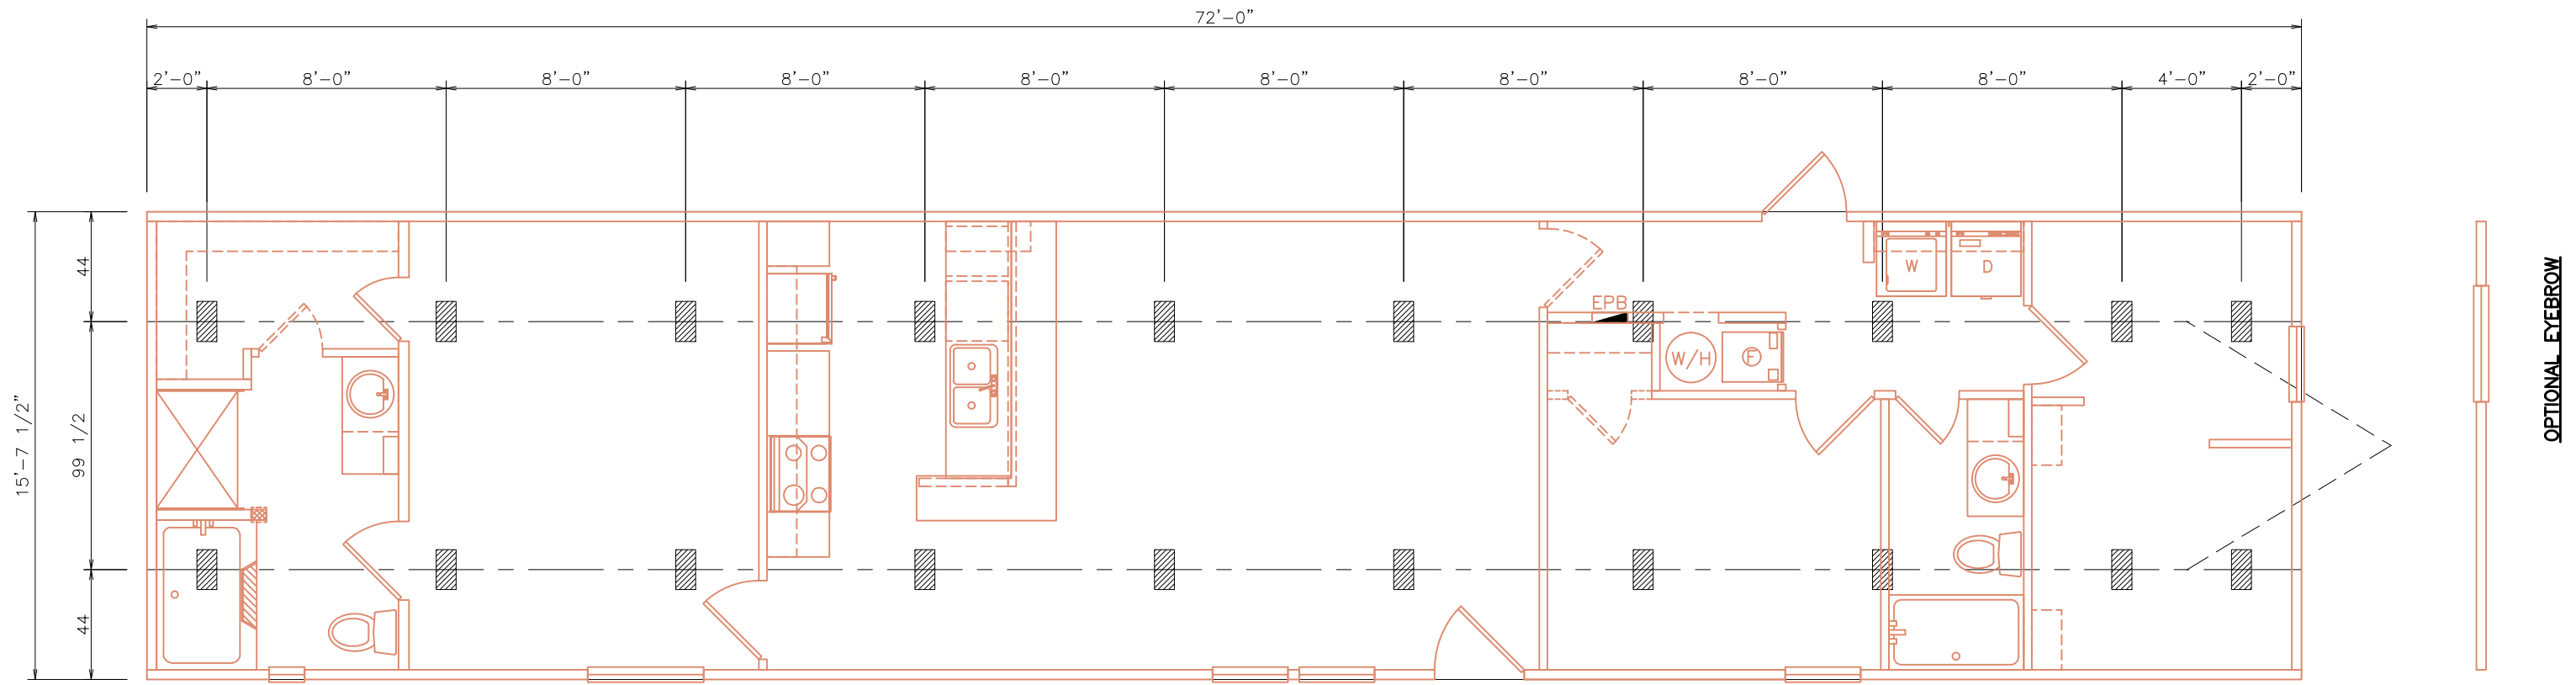 72'-0"
2'-0" 8'-0" 8'-0" 8'-0" 8'-0" 8'-0" 8'-0" 8'-0" 8'-0" 4'-0" 2'-0"
44
99 1/2
44
15'-7 1/2"
EPB
W/H
F
W
D
OPTIONAL EYEBROW